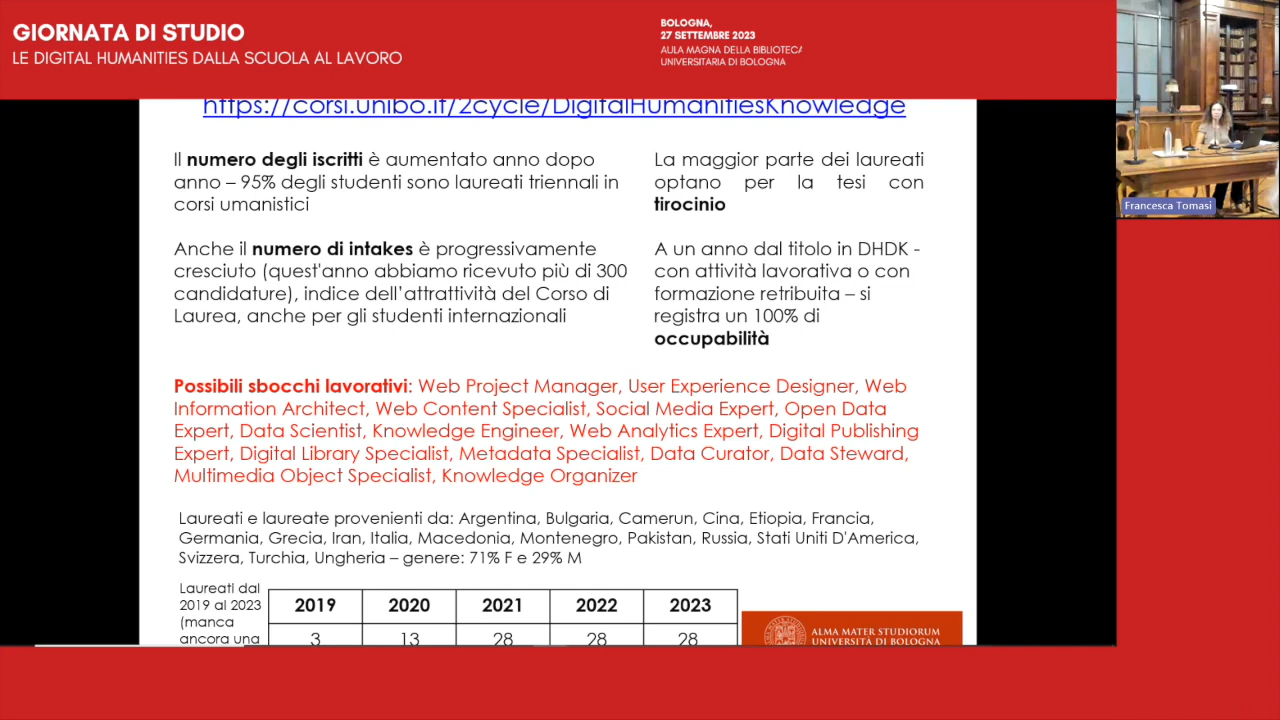 GIORNATA DI STUDIO
LE DIGITAL HUMANITIES DALLA SCUOLA AL LAVORO
BOLOGNA,
27 SETTEMBRE 2023
AULA MAGNA DELLA BIBLIOTECA
UNIVERSITARIA DI BOLOGNA
https://corsi.unibo.it/2cycle/DigitalHumanitiesKnowledge
Il numero degli iscritti è aumentato anno dopo
anno – 95% degli studenti sono laureati triennali in
corsi umanistici
Anche il numero di intakes è progressivamente
cresciuto (quest'anno abbiamo ricevuto più di 300
candidature), indice dell'attrattività del Corso di
Laurea, anche per gli studenti internazionali
La maggior parte dei laureati
optano per la tesi con
tirocinio
A un anno dal titolo in DHDK -
con attività lavorativa o con
formazione retribuita – si
registra un 100% di
occupabilità
Possibili sbocchi lavorativi: Web Project Manager, User Experience Designer, Web
Information Architect, Web Content Specialist, Social Media Expert, Open Data
Expert, Data Scientist, Knowledge Engineer, Web Analytics Expert, Digital Publishing
Expert, Digital Library Specialist, Metadata Specialist, Data Curator, Data Steward,
Multimedia Object Specialist, Knowledge Organizer
Laureati e laureate provenienti da: Argentina, Bulgaria, Camerun, Cina, Etiopia, Francia,
Germania, Grecia, Iran, Italia, Macedonia, Montenegro, Pakistan, Russia, Stati Uniti D'America,
Svizzera, Turchia, Ungheria – genere: 71% F e 29% M
Laureati dal
2019 al 2023
(manca
ancora una
2019 2020 2021 2022 2023
3 13 28 28 28
ALMA MATER STUDIORUM
UNIVERSITÀ DI BOLOGNA
Francesca Tomasi